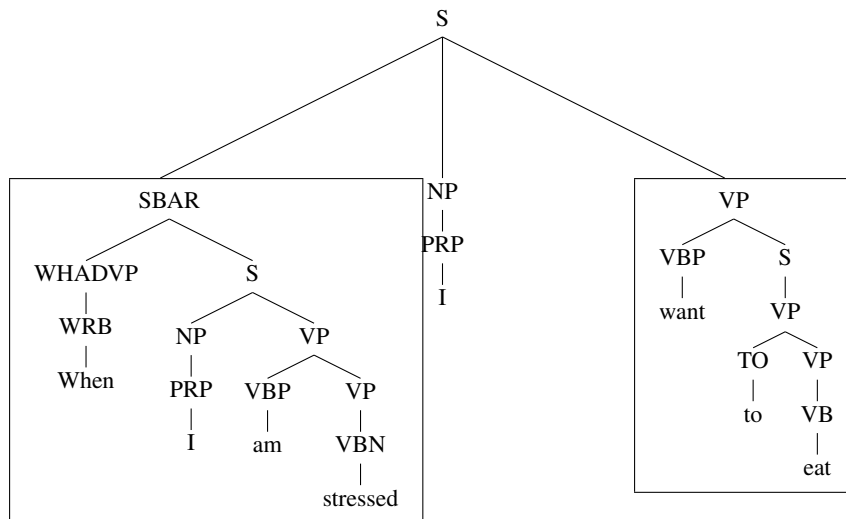 S
SBAR NP VP
WHADVP S PRP VBP S
WRB NP VP I want VP
When PRP VBP VP TO VP
I am VBN to VB
stressed eat